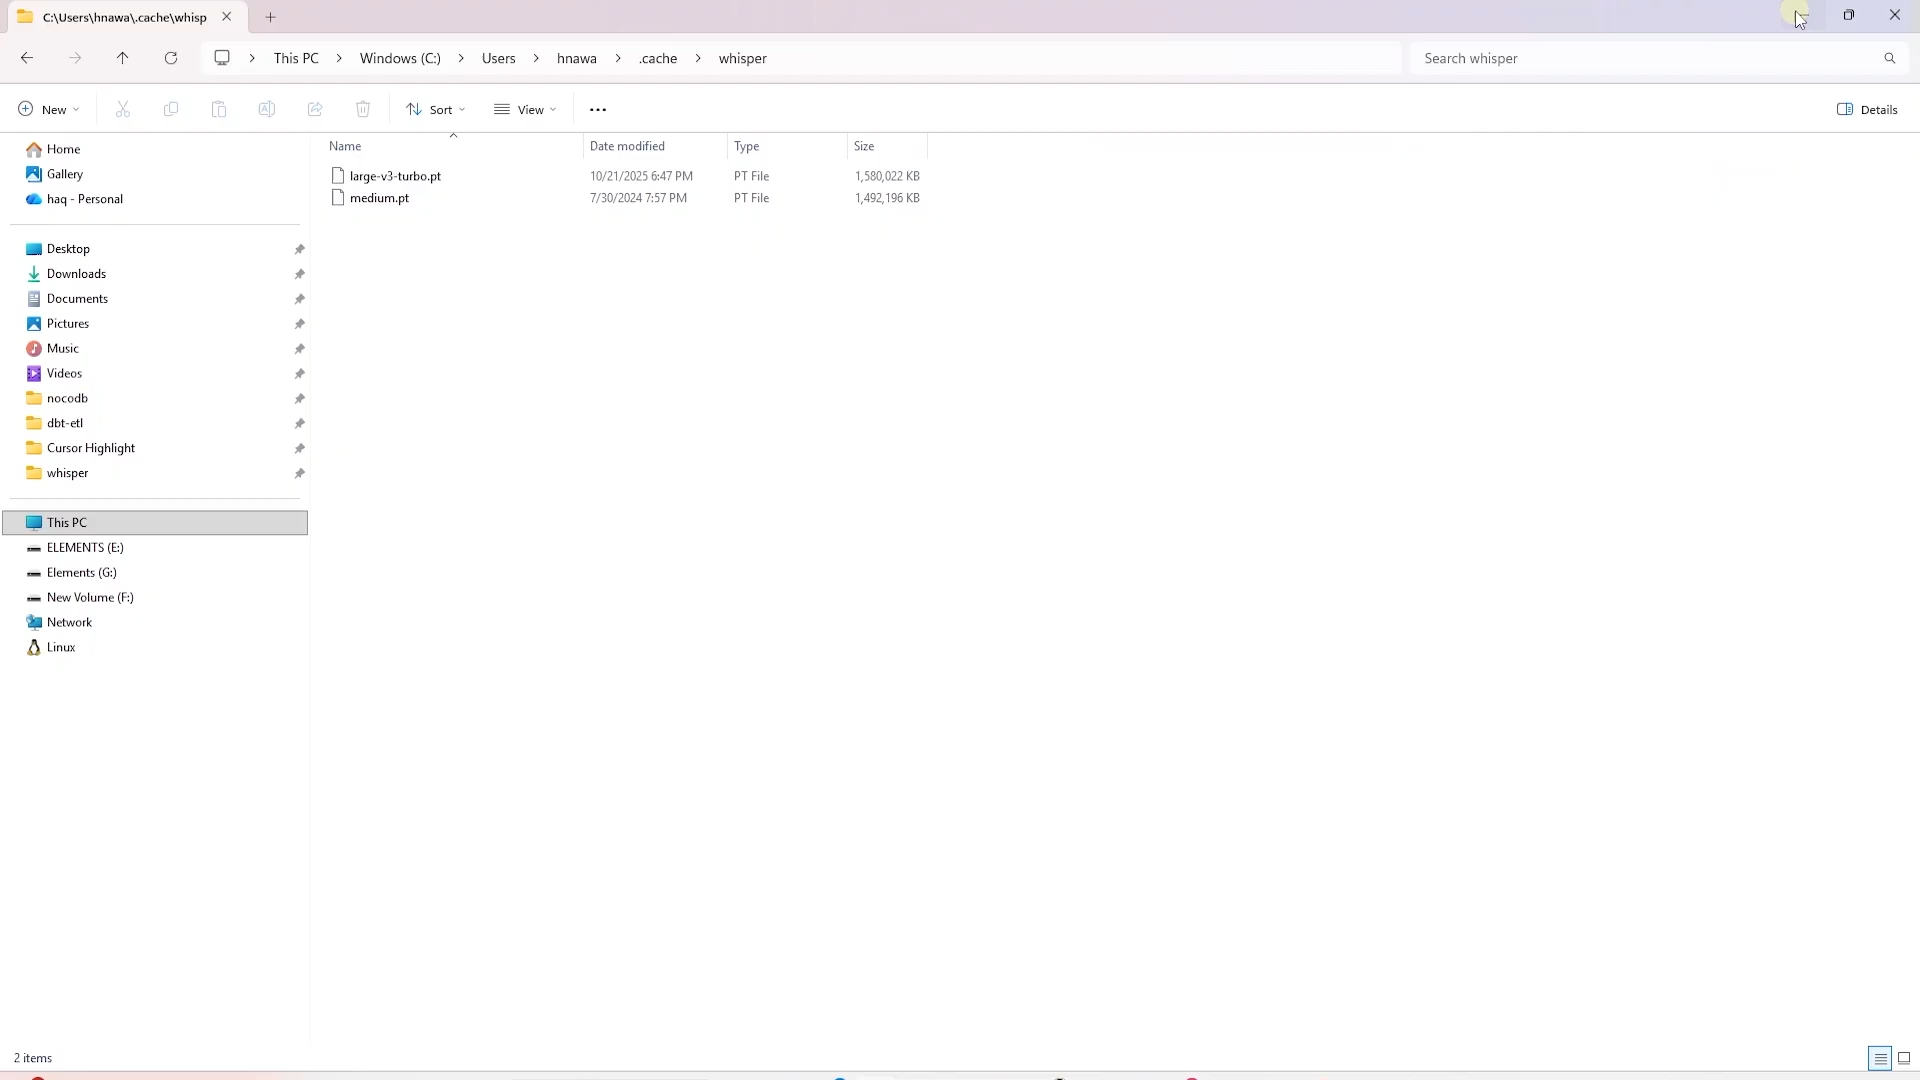 C:\Users\hnawa\.cache\whisp
This PC > Windows (C:) > Users > hnawa > .cache > whisper
Search whisper
New
Sort
View
Details
Name Date modified Type Size
large-v3-turbo.pt 10/21/2025 6:47 PM PT File 1,580,022 KB
medium.pt 7/30/2024 7:57 PM PT File 1,492,196 KB
Home
Gallery
haq - Personal
Desktop
Downloads
Documents
Pictures
Music
Videos
nocodb
dbt-etl
Cursor Highlight
whisper
This PC
ELEMENTS (E:)
Elements (G:)
New Volume (F:)
Network
Linux
2 items